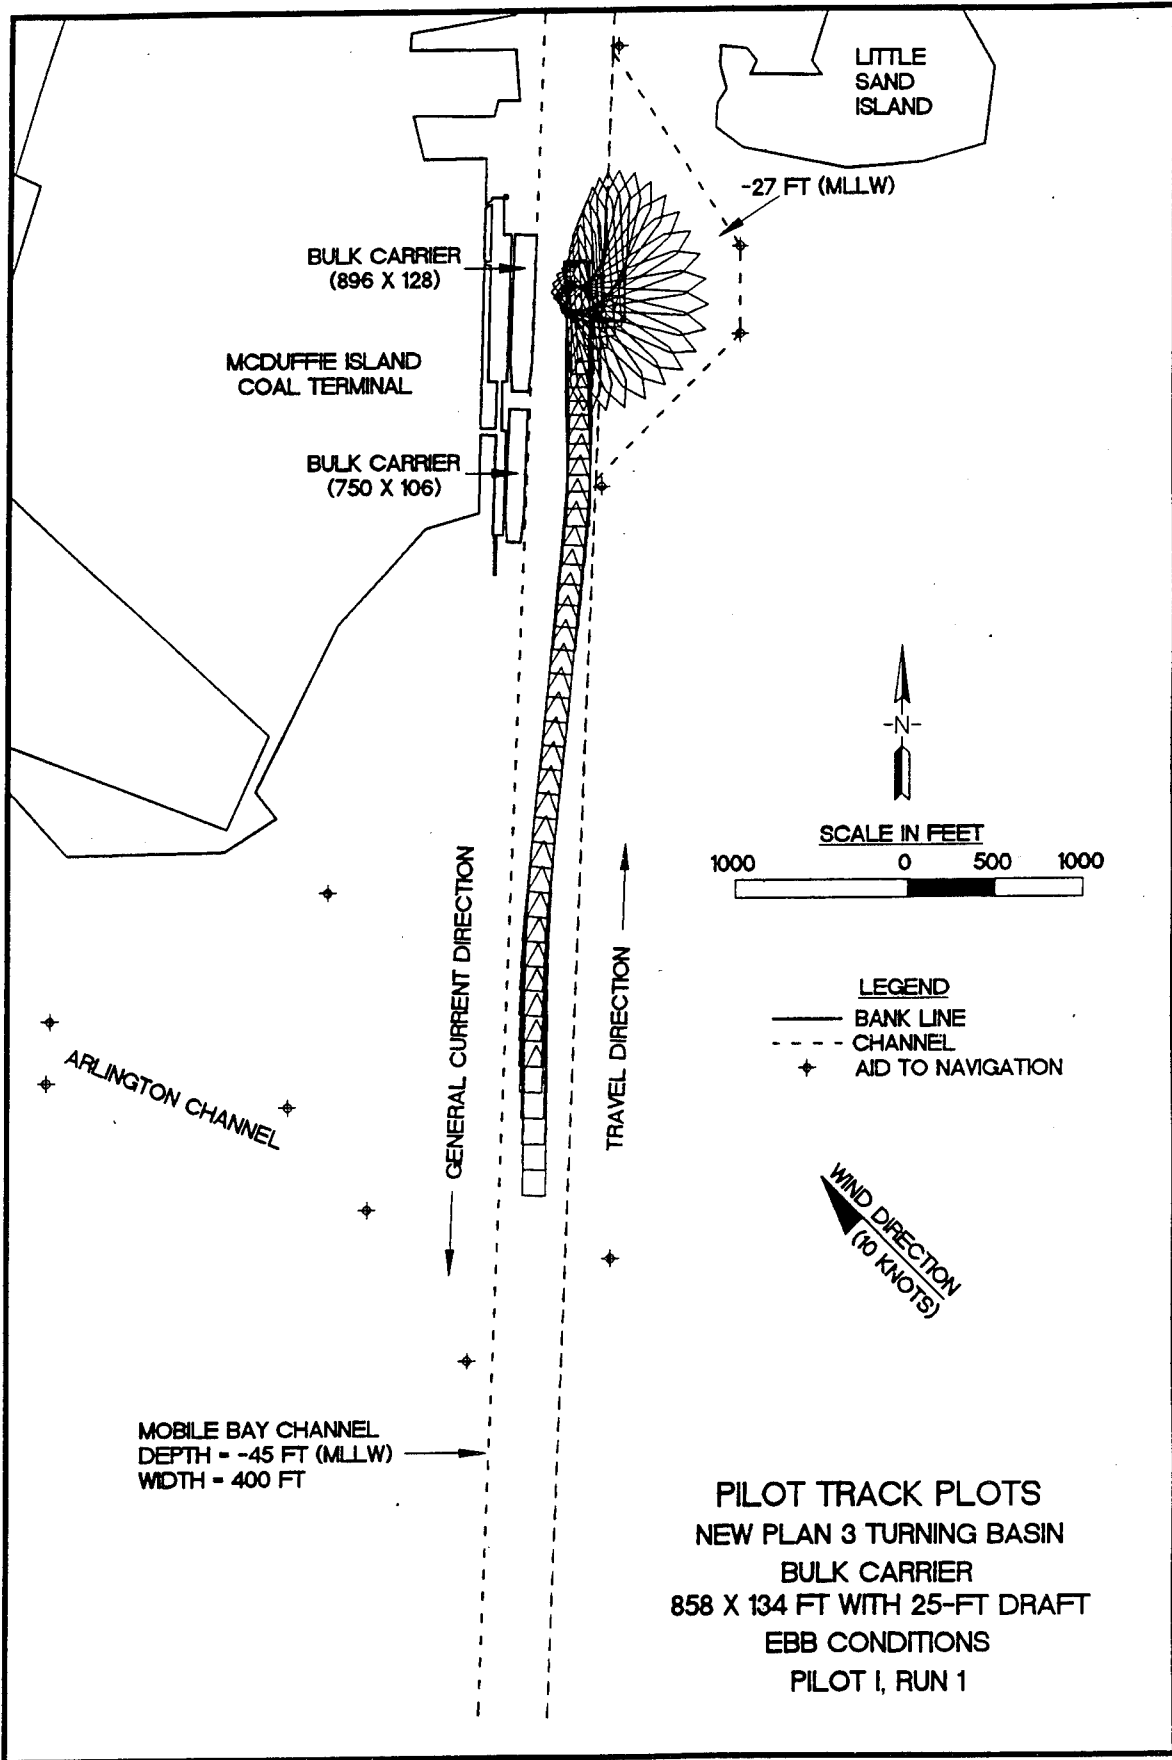 LITTLE
SAND
ISLAND
-27 FT (MLLW)
BULK CARRIER
(896 X 128)
MCDUFFIE ISLAND
COAL TERMINAL
BULK CARRIER
(750 X 106)
-N-
SCALE IN FEET
1000 0 500 1000
GENERAL CURRENT DIRECTION
TRAVEL DIRECTION
LEGEND
BANK LINE
CHANNEL
AID TO NAVIGATION
ARLINGTON CHANNEL
WIND DIRECTION
(10 KNOTS)
MOBILE BAY CHANNEL
DEPTH = -45 FT (MLLW)
WIDTH = 400 FT
PILOT TRACK PLOTS
NEW PLAN 3 TURNING BASIN
BULK CARRIER
858 X 134 FT WITH 25-FT DRAFT
EBB CONDITIONS
PILOT I, RUN 1